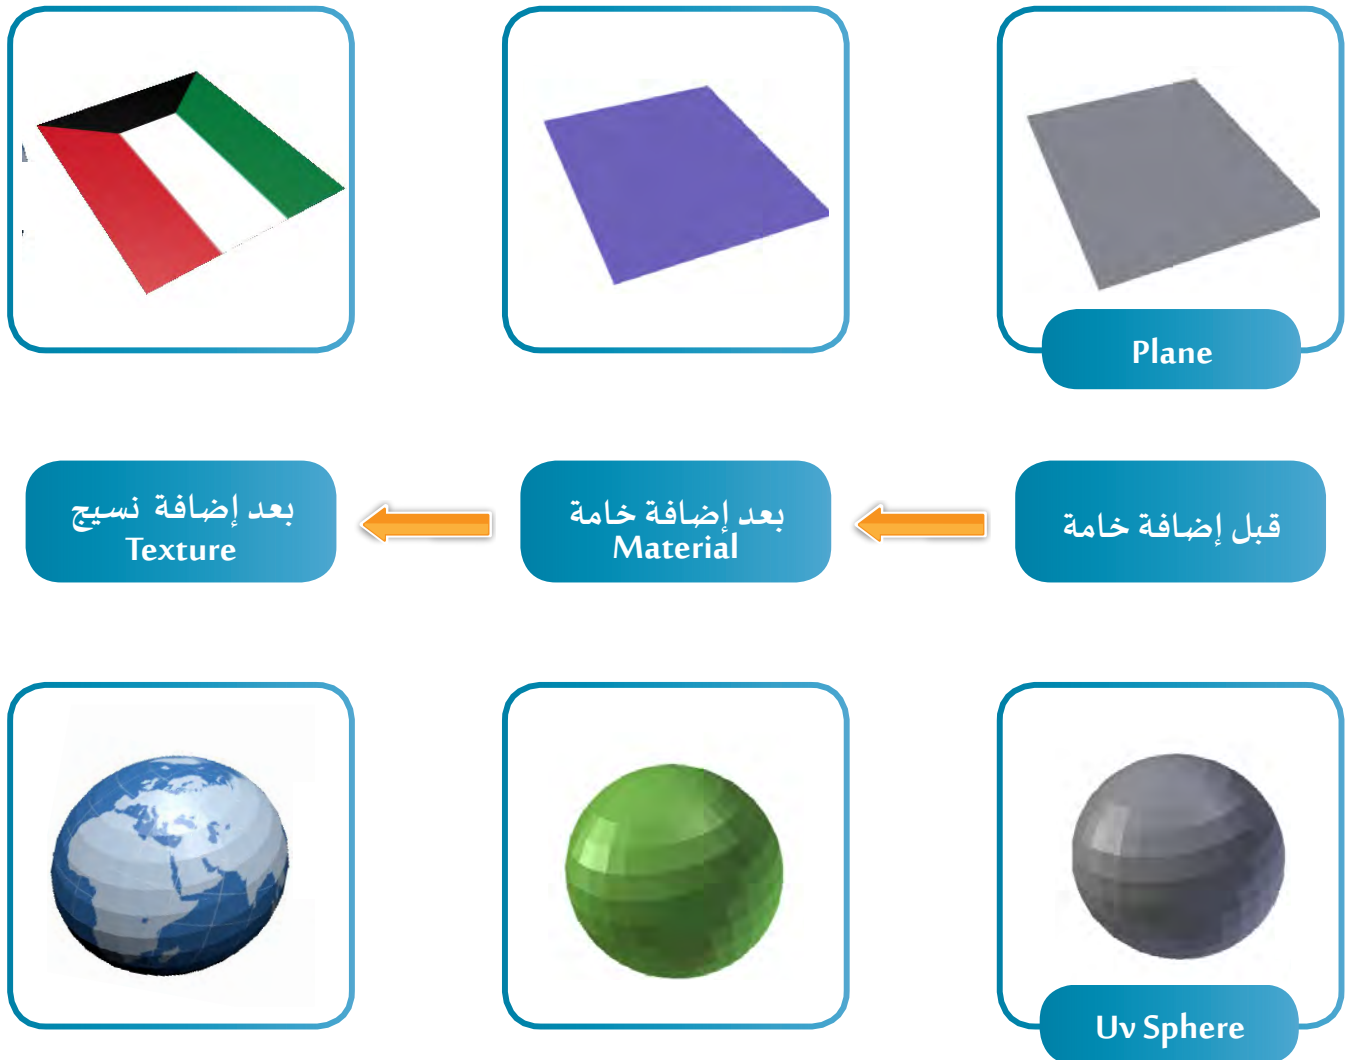 Plane
قبل إضافة خامة
بعد إضافة خامة
Material
بعد إضافة نسيج
Texture
Uv Sphere